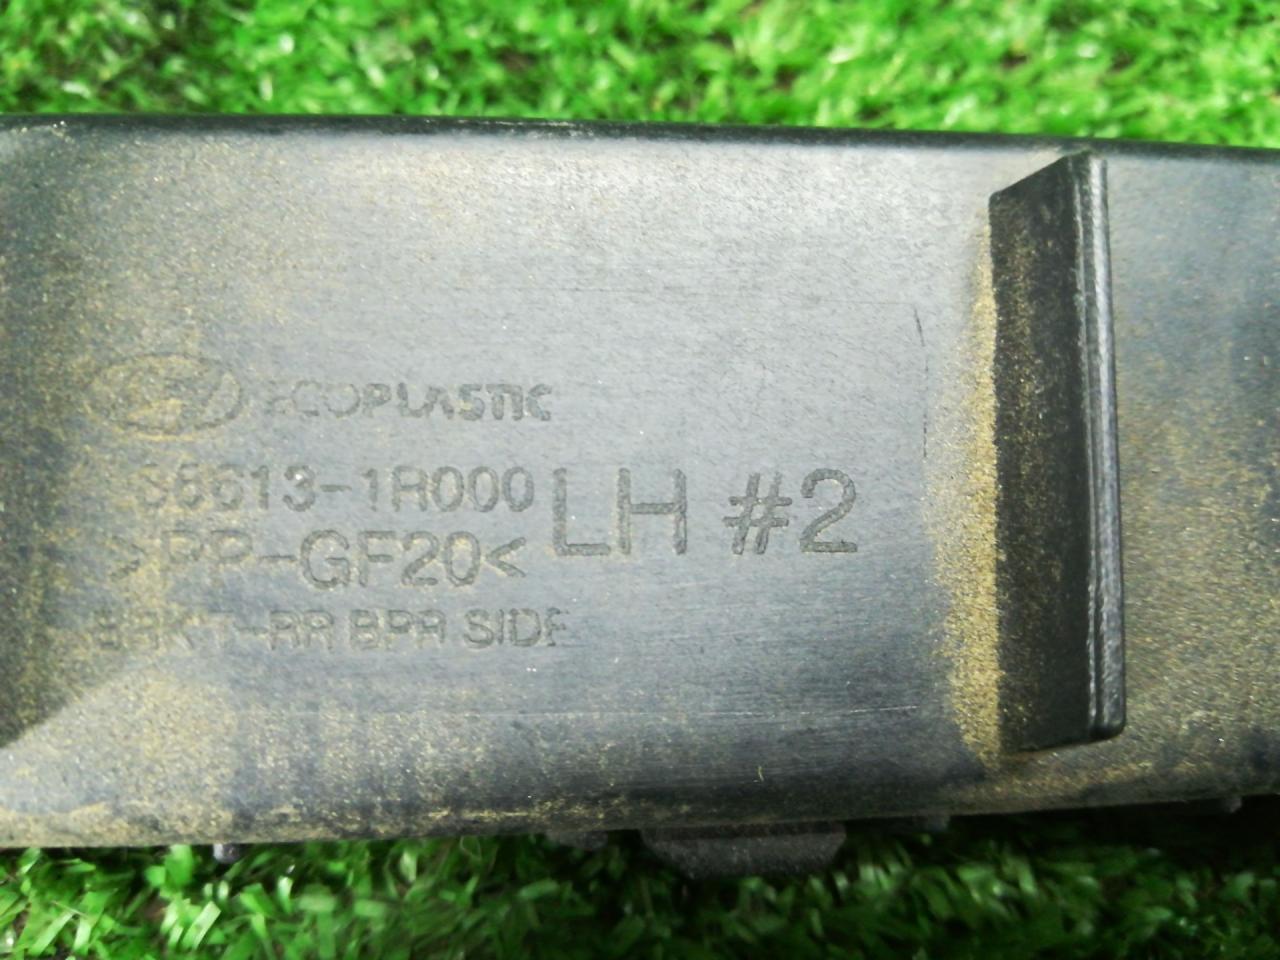 ECOPLASTIC
86613-1R000
>PP-GF20<
LH #2
BRKT-RR BPR SIDE